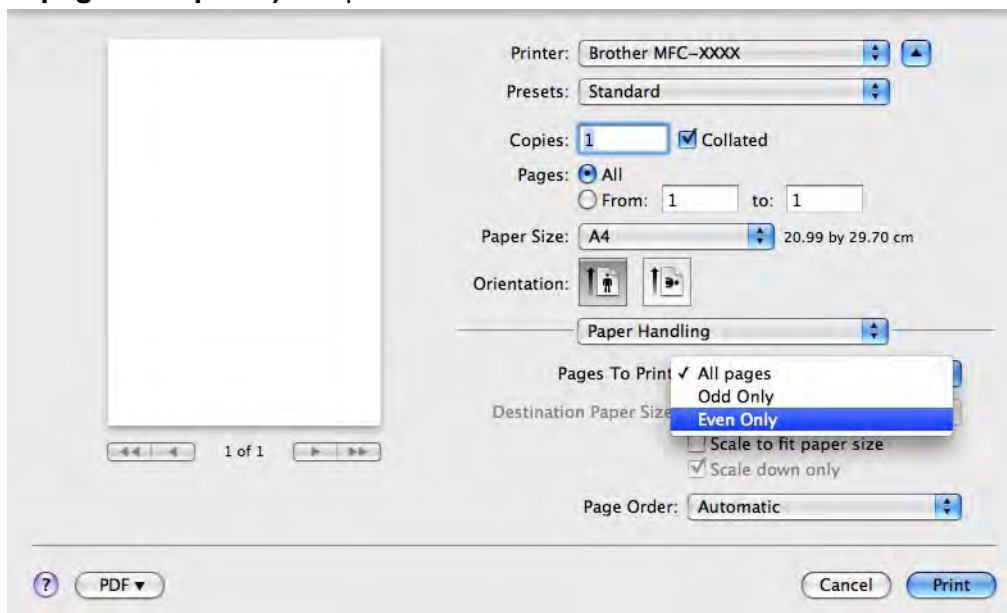 Printer: Brother MFC-XXXX
Presets: Standard
Copies: 1 Collated
Pages: All
From: 1 to: 1
Paper Size: A4 20.99 by 29.70 cm
Orientation:
Paper Handling
Pages To Print ✓ All pages
Odd Only
Destination Paper Size
Even Only
Scale to fit paper size
1 of 1
Scale down only
Page Order: Automatic
? PDF ▼ Cancel Print